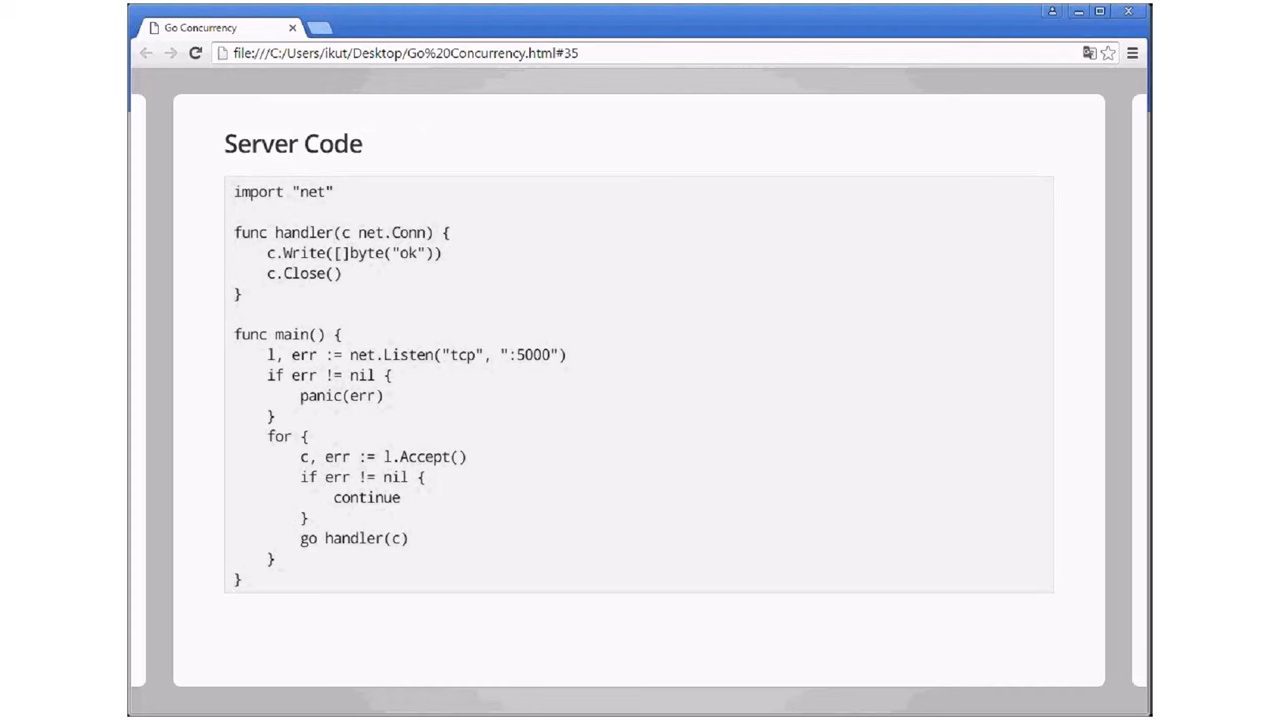 Go Concurrency
file:///C:/Users/ikut/Desktop/Go%20Concurrency.html#35
Server Code
import "net"
func handler(c net.Conn) {
    c.Write([]byte("ok"))
    c.Close()
}
func main() {
    l, err := net.Listen("tcp", ":5000")
    if err != nil {
        panic(err)
    }
    for {
        c, err := l.Accept()
        if err != nil {
            continue
        }
        go handler(c)
    }
}